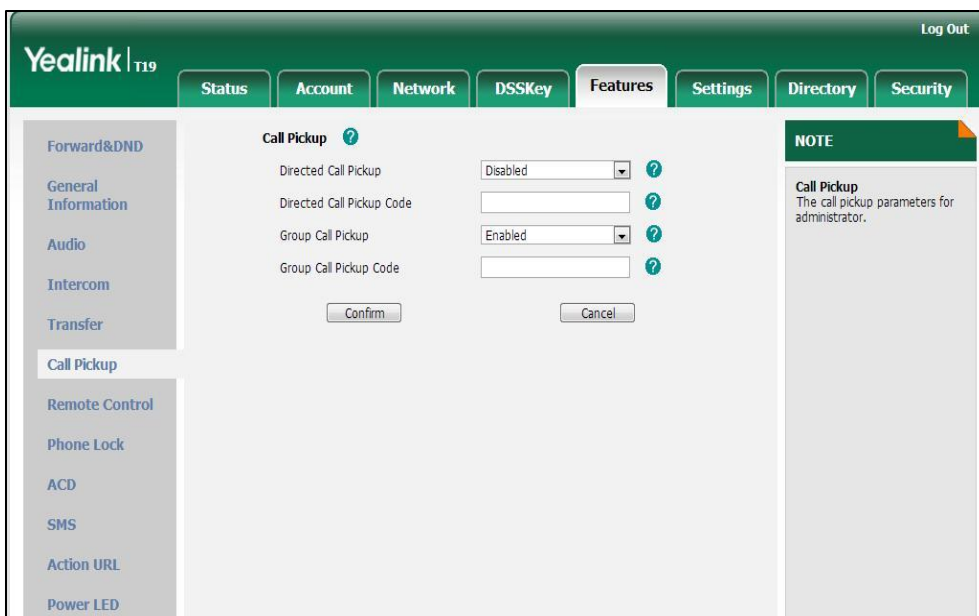 Log Out
Yealink T19
Status Account Network DSSKey Features Settings Directory Security
Forward&DND
General
Information
Audio
Intercom
Transfer
Call Pickup
Remote Control
Phone Lock
ACD
SMS
Action URL
Power LED
Call Pickup ?
Directed Call Pickup Disabled ?
Directed Call Pickup Code ?
Group Call Pickup Enabled ?
Group Call Pickup Code ?
Confirm Cancel
NOTE
Call Pickup
The call pickup parameters for
administrator.